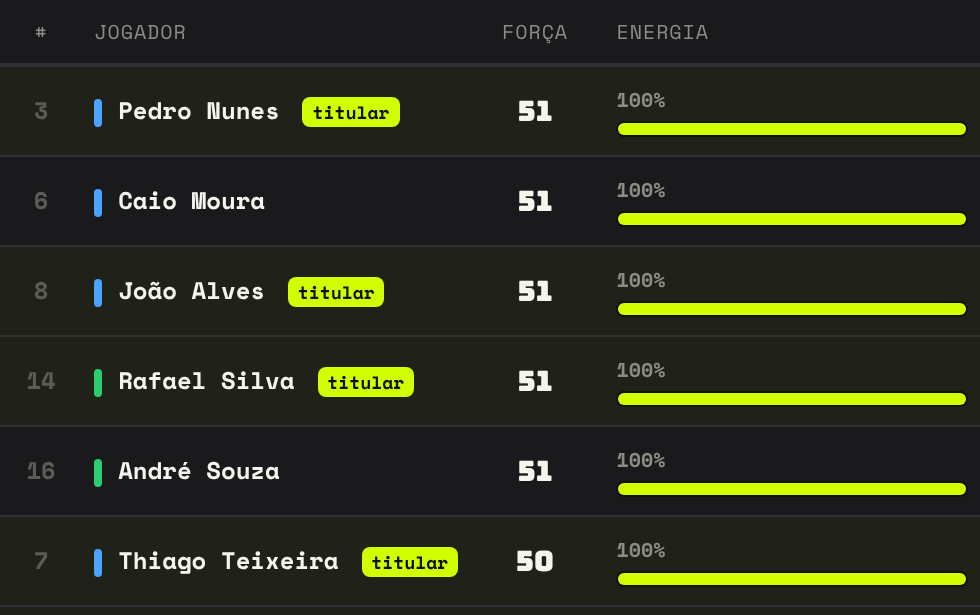 # JOGADOR FORÇA ENERGIA
3 Pedro Nunes titular 51 100%
6 Caio Moura 51 100%
8 João Alves titular 51 100%
14 Rafael Silva titular 51 100%
16 André Souza 51 100%
7 Thiago Teixeira titular 50 100%